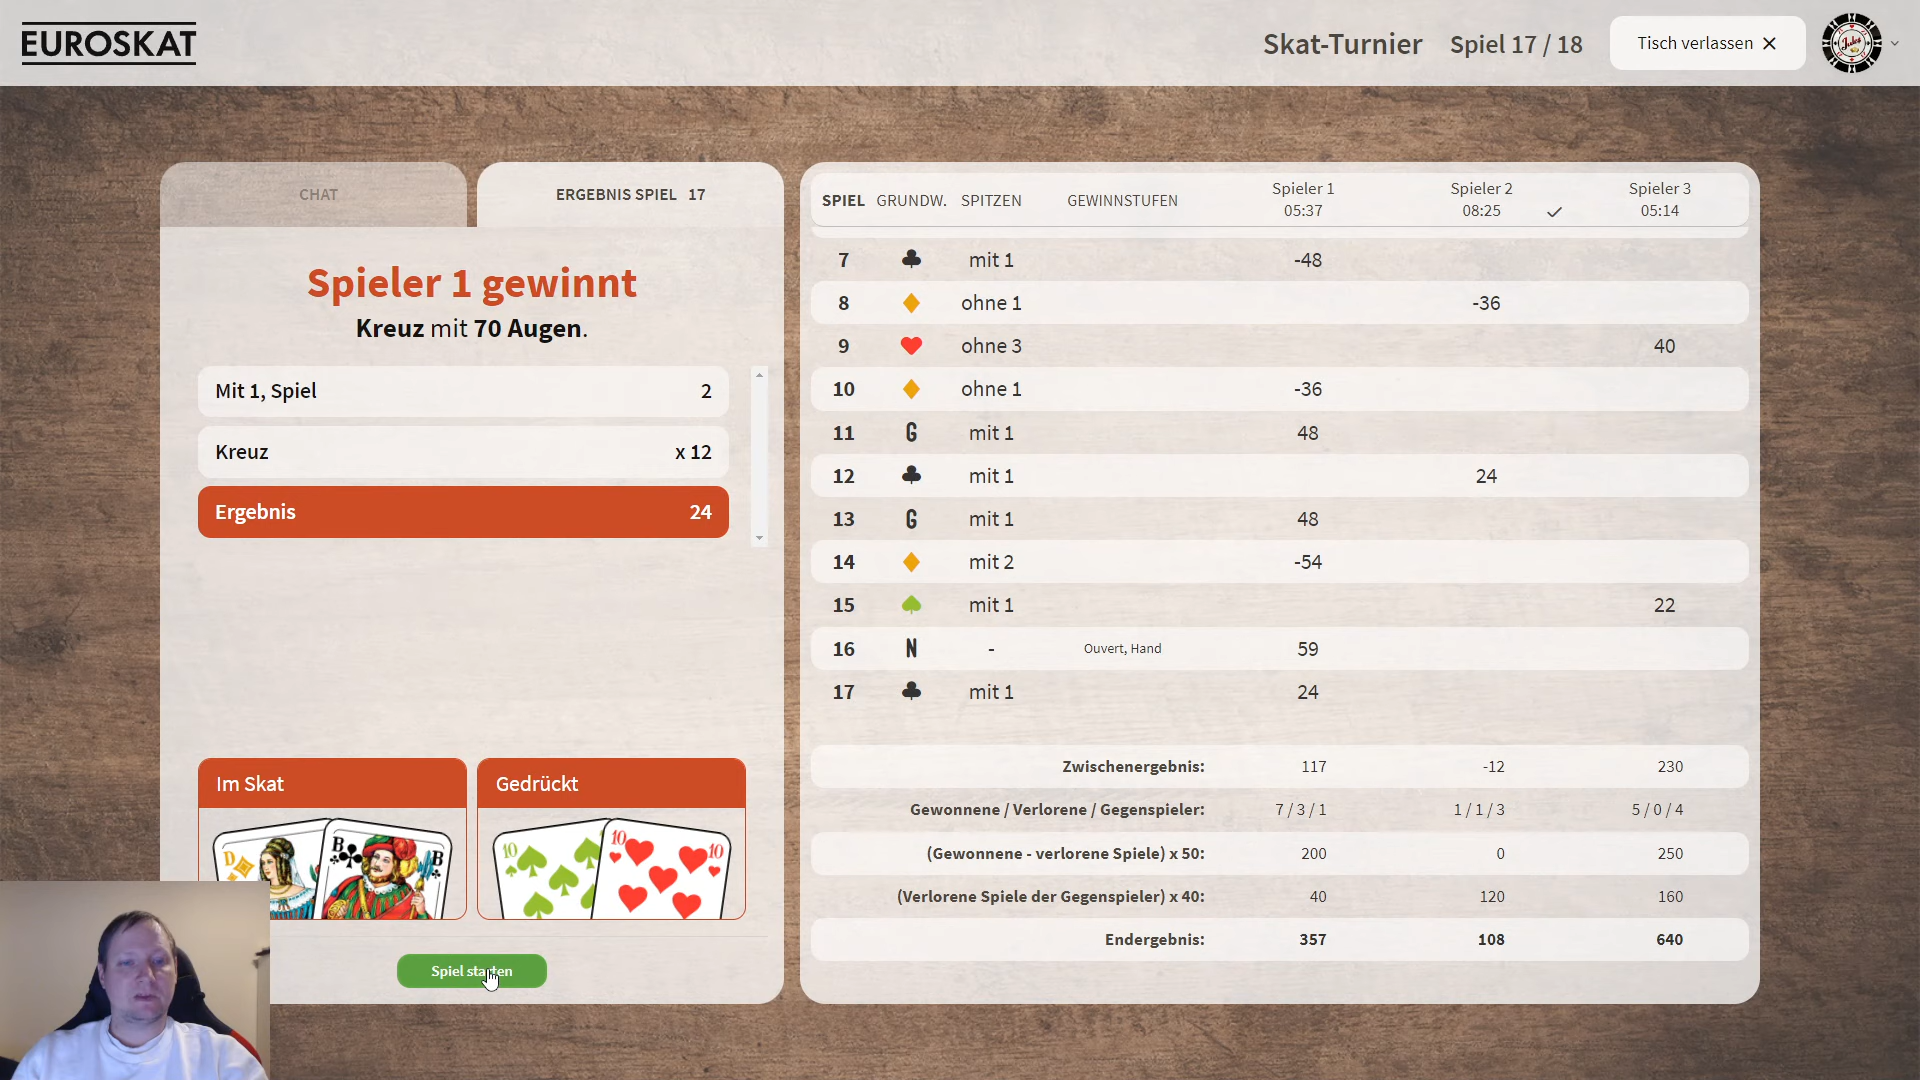 EUROSKAT
Skat-Turnier
Spiel 17 / 18
Tisch verlassen
CHAT
ERGEBNIS SPIEL 17
Spieler 1 gewinnt
Kreuz mit 70 Augen.
Mit 1, Spiel 2
Kreuz x 12
Ergebnis 24
Im Skat
D
B B
Gedrückt
10
10 10
Spiel starten
SPIEL GRUNDW. SPITZEN GEWINNSTUFEN Spieler 1 05:37 Spieler 2 08:25 Spieler 3 05:14
7 mit 1 -48
8 ohne 1 -36
9 ohne 3 40
10 ohne 1 -36
11 G mit 1 48
12 mit 1 24
13 G mit 1 48
14 mit 2 -54
15 mit 1 22
16 N - Ouvert, Hand 59
17 mit 1 24
Zwischenergebnis: 117 -12 230
Gewonnene / Verlorene / Gegenspieler: 7 / 3 / 1 1 / 1 / 3 5 / 0 / 4
(Gewonnene - verlorene Spiele) x 50: 200 0 250
(Verlorene Spiele der Gegenspieler) x 40: 40 120 160
Endergebnis: 357 108 640